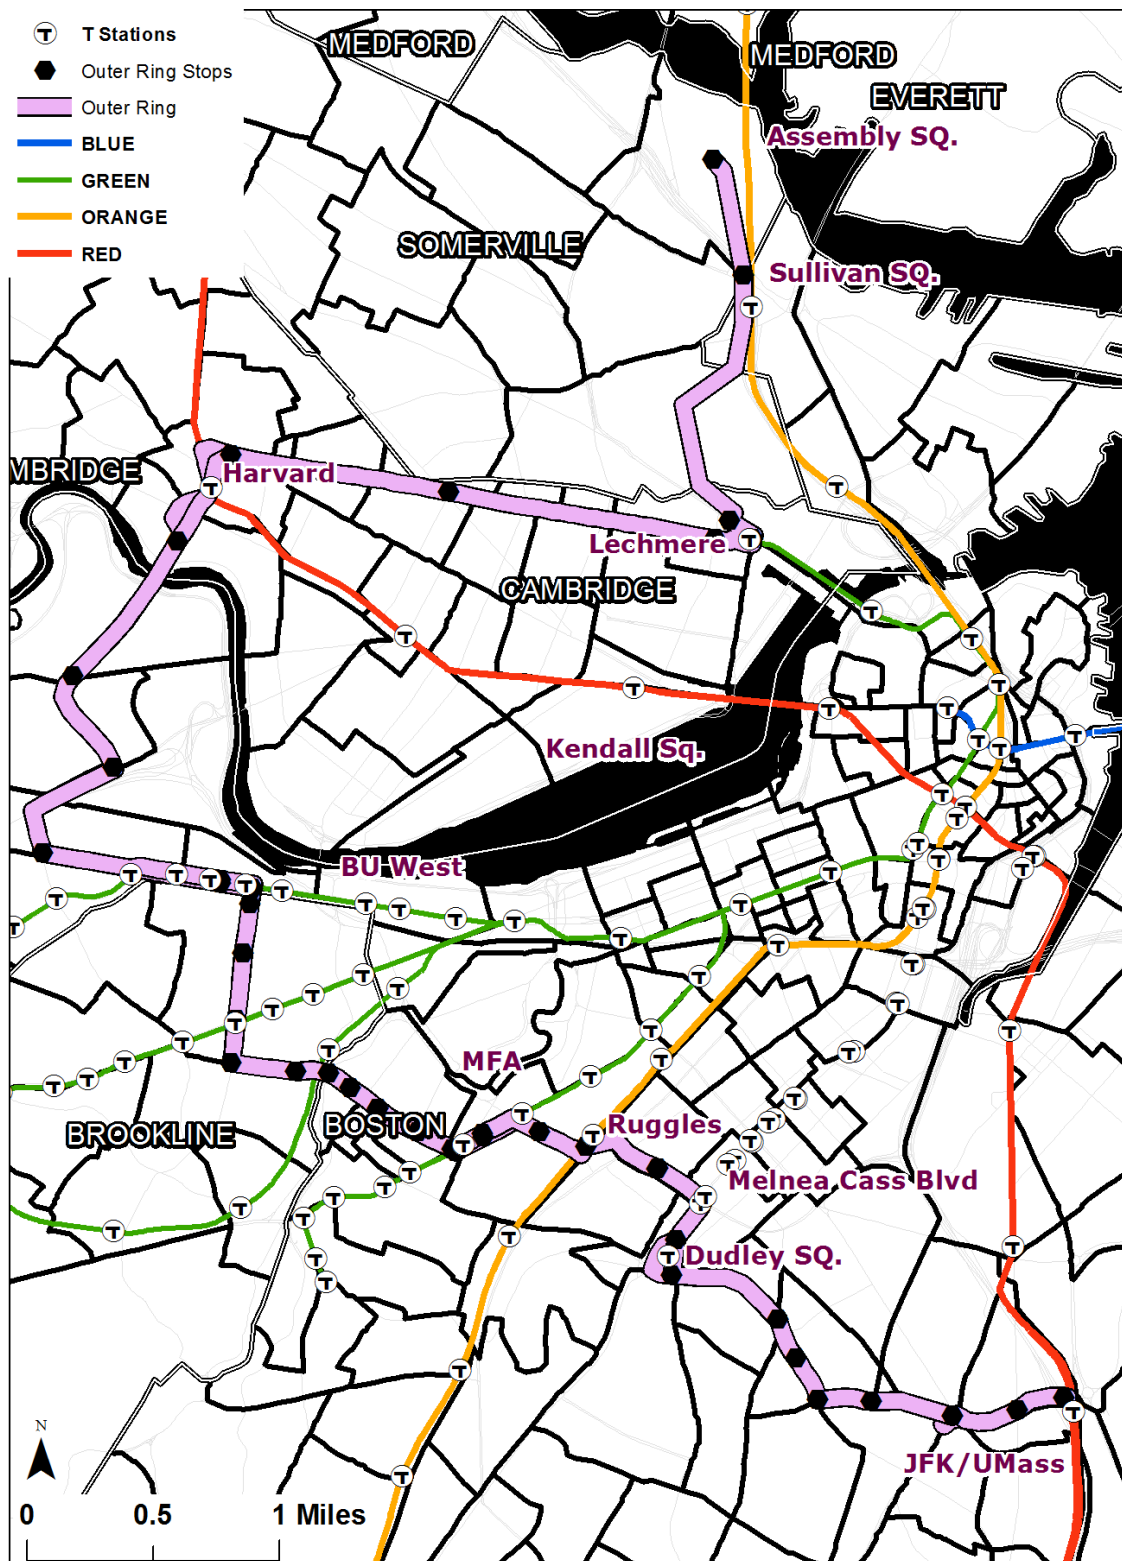 T Stations
Outer Ring Stops
Outer Ring
BLUE
GREEN
ORANGE
RED
MEDFORD
MEDFORD
EVERETT
Assembly SQ.
SOMERVILLE
Sullivan SQ.
MBRIDGE
Harvard
Lechmere
CAMBRIDGE
Kendall Sq.
BU West
MFA
BROOKLINE
BOSTON
Ruggles
Melnea Cass Blvd
Dudley SQ.
JFK/UMass
N
0 0.5 1 Miles